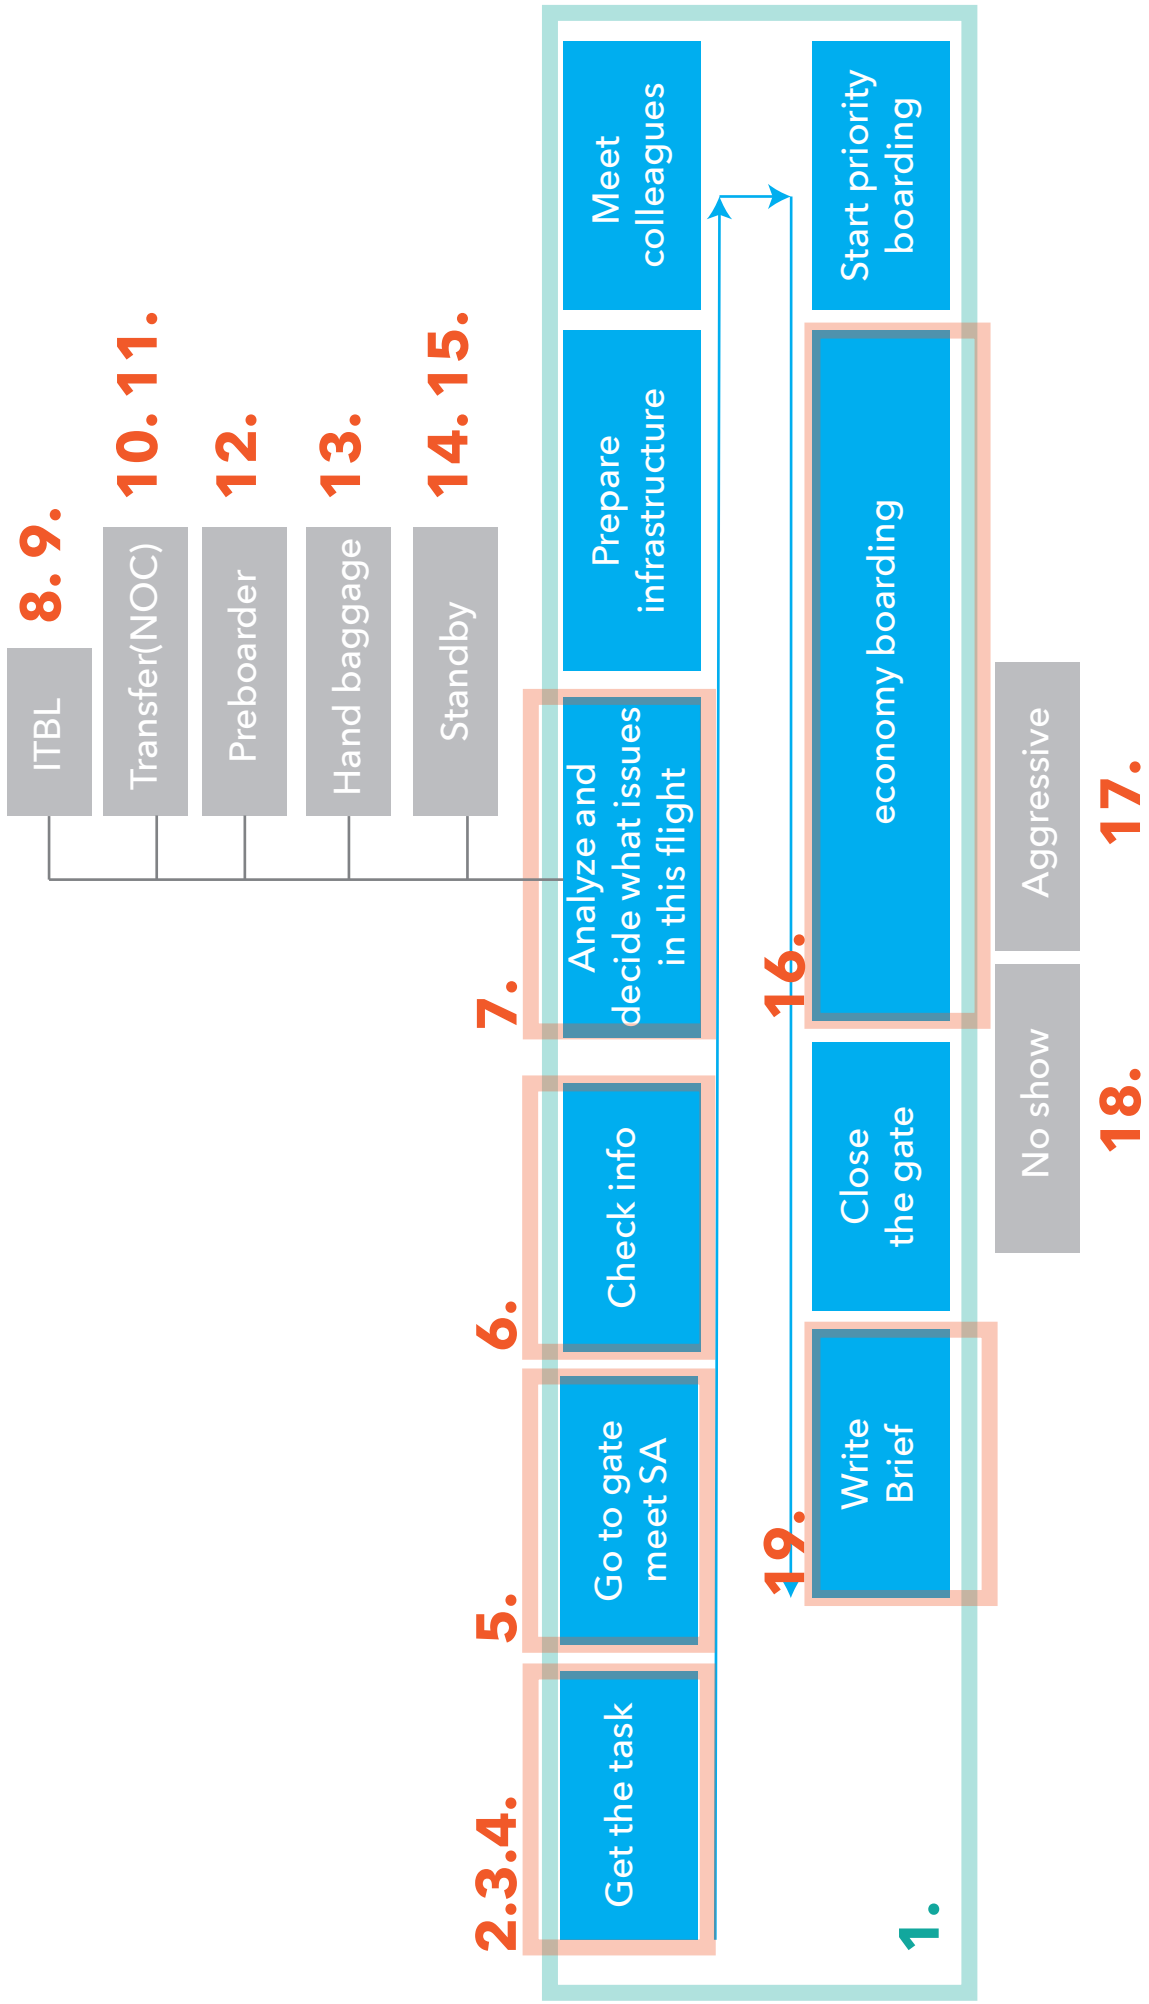 8. 9.
ITBL
10. 11.
Transfer(NOC)
12.
Preboarder
13.
Hand baggage
14. 15.
Standby
2.3.4.
5.
6.
7.
Get the task
Go to gate
meet SA
Check info
Analyze and
decide what issues
in this flight
Prepare
infrastructure
Meet
colleagues
19.
16.
Write
Brief
Close
the gate
economy boarding
Start priority
boarding
1.
No show
Aggressive
18.
17.